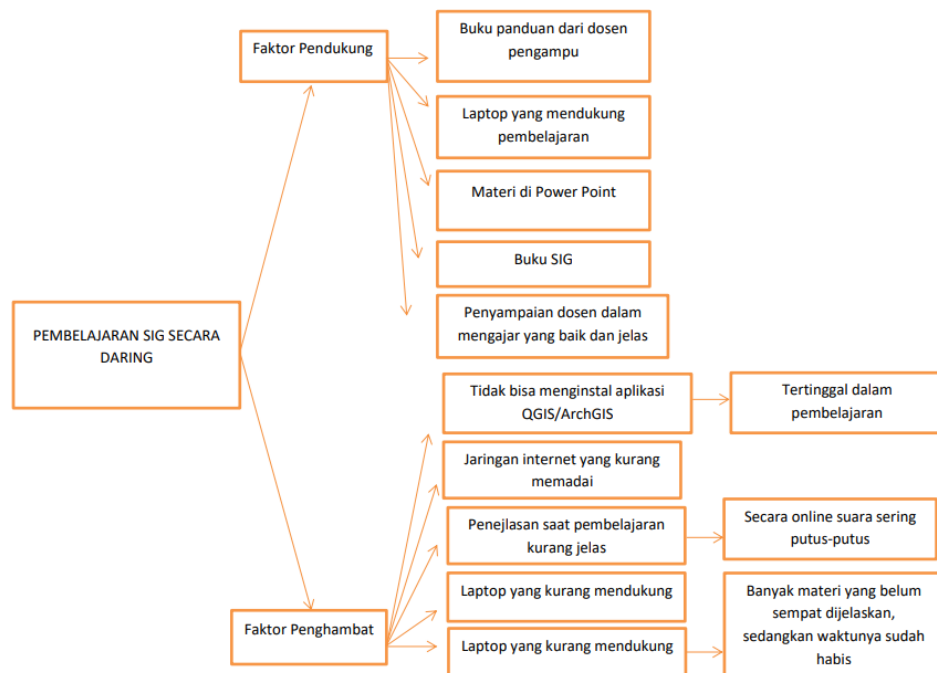 Faktor Pendukung
Buku panduan dari dosen
pengampu
Laptop yang mendukung
pembelajaran
Materi di Power Point
Buku SIG
Penyampaian dosen dalam
mengajar yang baik dan jelas
PEMBELAJARAN SIG SECARA
DARING
Tidak bisa menginstal aplikasi
QGIS/ArchGIS
Tertinggal dalam
pembelajaran
Jaringan internet yang kurang
memadai
Penejlasan saat pembelajaran
kurang jelas
Secara online suara sering
putus-putus
Faktor Penghambat
Laptop yang kurang mendukung
Laptop yang kurang mendukung
Banyak materi yang belum
sempat dijelaskan,
sedangkan waktunya sudah
habis